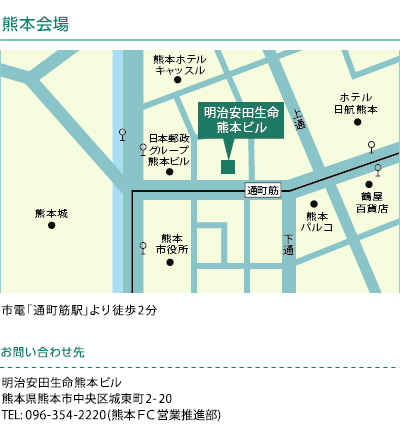 熊本会場
熊本ホテル
キャッスル
明治安田生命
熊本ビル
上通
ホテル
日航熊本
日本郵政
グループ
熊本ビル
通町筋
鶴屋
百貨店
熊本城
熊本
パルコ
熊本
市役所
下通
市電「通町筋駅」より徒歩2分
お問い合わせ先
明治安田生命熊本ビル
熊本県熊本市中央区城東町2-20
TEL: 096-354-2220(熊本FC営業推進部)